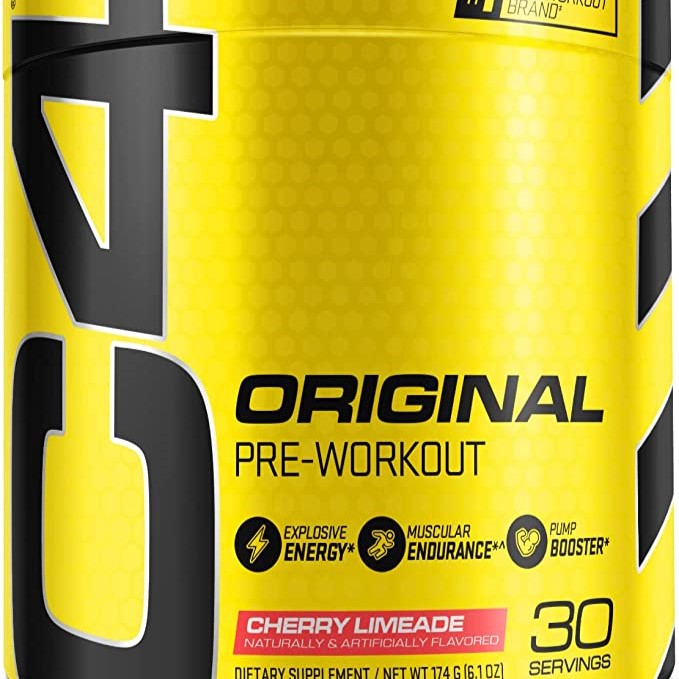 ®
BRAND‡
C4
ORIGINAL
PRE-WORKOUT
EXPLOSIVE
ENERGY*
MUSCULAR
ENDURANCE*^
PUMP
BOOSTER*
CHERRY LIMEADE
NATURALLY & ARTIFICIALLY FLAVORED
30
SERVINGS
DIETARY SUPPLEMENT / NET WT 174 G (6.1 OZ)